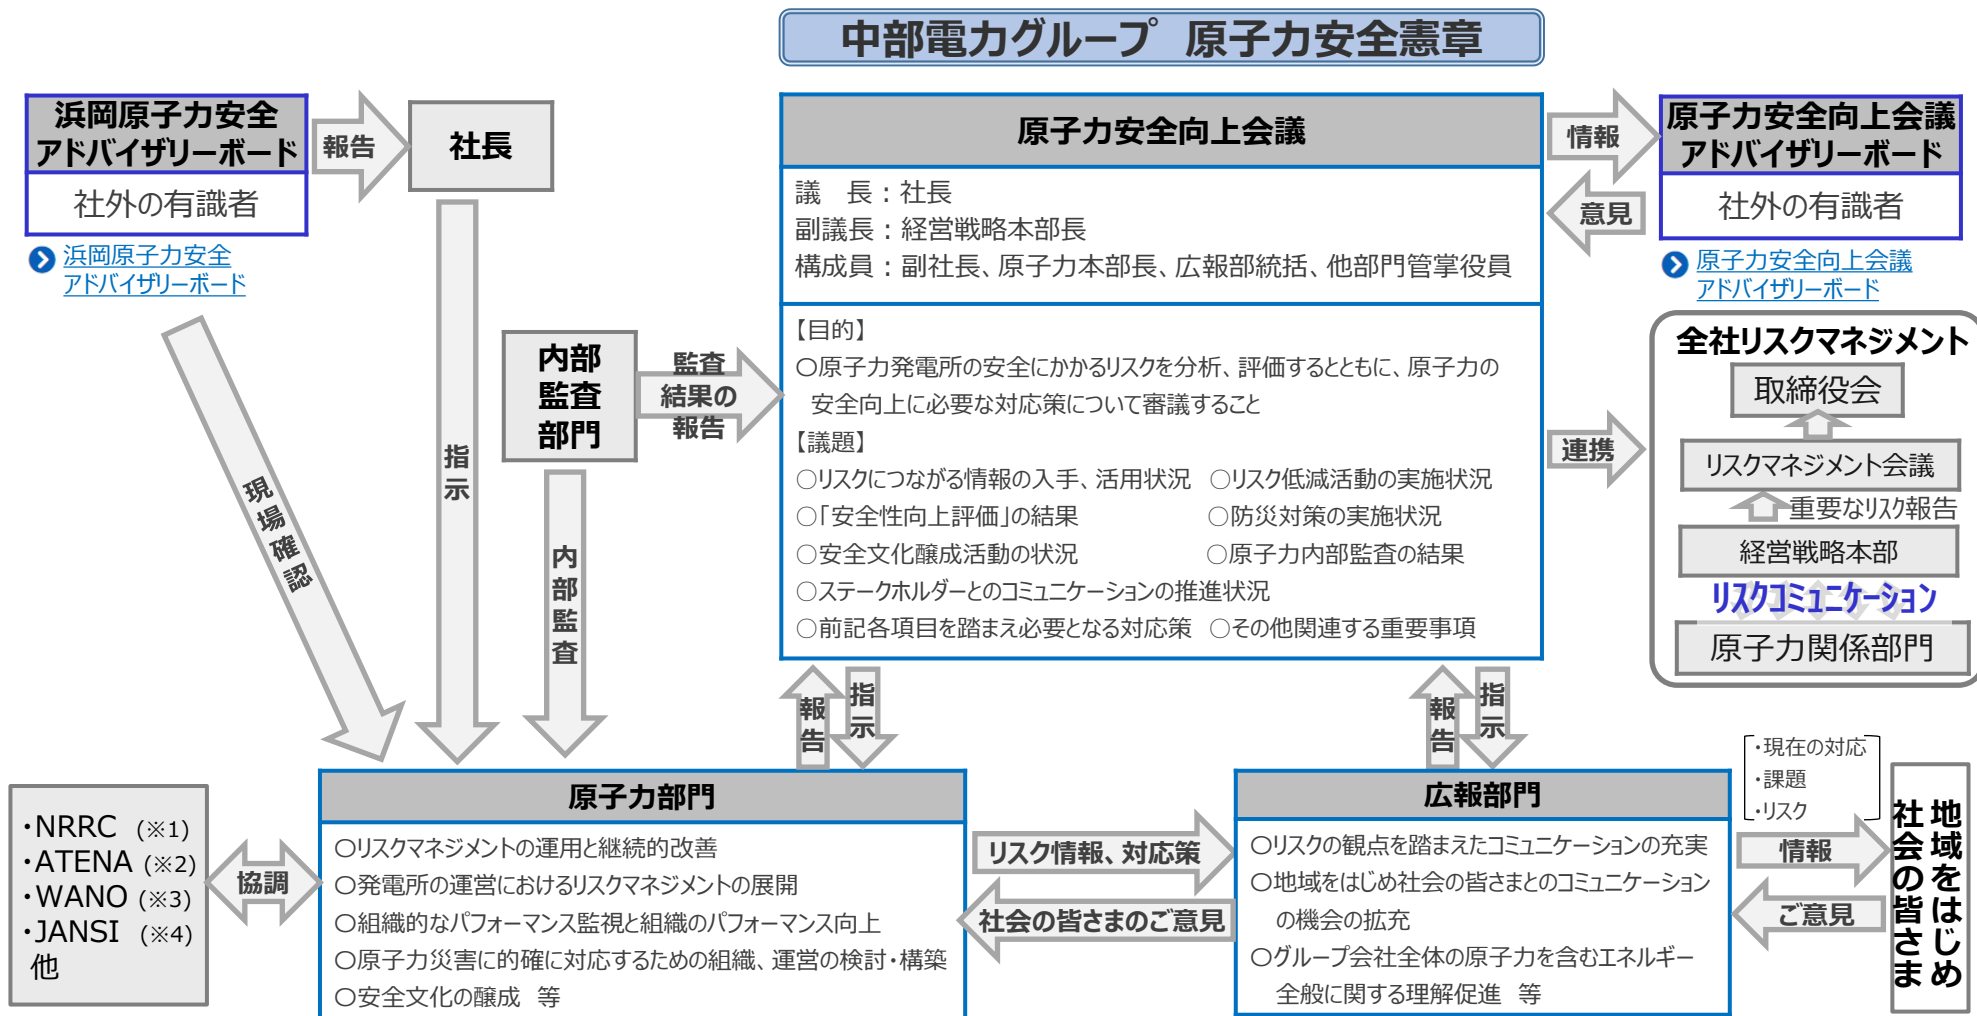 中部電力グループ　原子力安全憲章
浜岡原子力安全
アドバイザリーボード
社外の有識者
浜岡原子力安全
アドバイザリーボード
報告
社長
指示
現場確認
内部
監査
部門
監査
結果の
報告
内部監査
原子力安全向上会議
議　長：社長
副議長：経営戦略本部長
構成員：副社長、原子力本部長、広報部統括、他部門管掌役員
【目的】
○原子力発電所の安全にかかるリスクを分析、評価するとともに、原子力の
安全向上に必要な対応策について審議すること
【議題】
○リスクにつながる情報の入手、活用状況　○リスク低減活動の実施状況
○「安全性向上評価」の結果　○防災対策の実施状況
○安全文化醸成活動の状況　○原子力内部監査の結果
○ステークホルダーとのコミュニケーションの推進状況
○前記各項目を踏まえ必要となる対応策　○その他関連する重要事項
情報
意見
連携
原子力安全向上会議
アドバイザリーボード
社外の有識者
原子力安全向上会議
アドバイザリーボード
全社リスクマネジメント
取締役会
リスクマネジメント会議
重要なリスク報告
経営戦略本部
リスクコミュニケーション
原子力関係部門
報告
指示
報告
指示
・NRRC (※1)
・ATENA (※2)
・WANO (※3)
・JANSI (※4)
他
協調
原子力部門
○リスクマネジメントの運用と継続的改善
○発電所の運営におけるリスクマネジメントの展開
○組織的なパフォーマンス監視と組織のパフォーマンス向上
○原子力災害に的確に対応するための組織、運営の検討・構築
○安全文化の醸成　等
リスク情報、対応策
社会の皆さまのご意見
広報部門
○リスクの観点を踏まえたコミュニケーションの充実
○地域をはじめ社会の皆さまとのコミュニケーション
の機会の拡充
○グループ会社全体の原子力を含むエネルギー
全般に関する理解促進　等
・現在の対応
・課題
・リスク
情報
ご意見
地域をはじめ
社会の皆さま